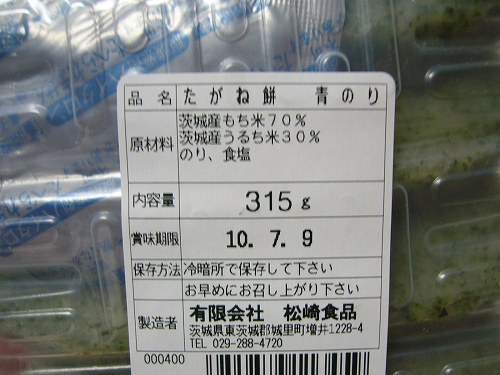 品名 たがね餅 青のり
原材料 茨城産もち米70%
茨城産うるち米30%
のり、食塩
内容量 315g
賞味期限 10. 7. 9
保存方法 冷暗所で保存して下さい
お早めにお召し上がり下さい
製造者 有限会社 松崎食品
茨城県東茨城郡城里町増井1228-4
TEL 029-288-4720
000400